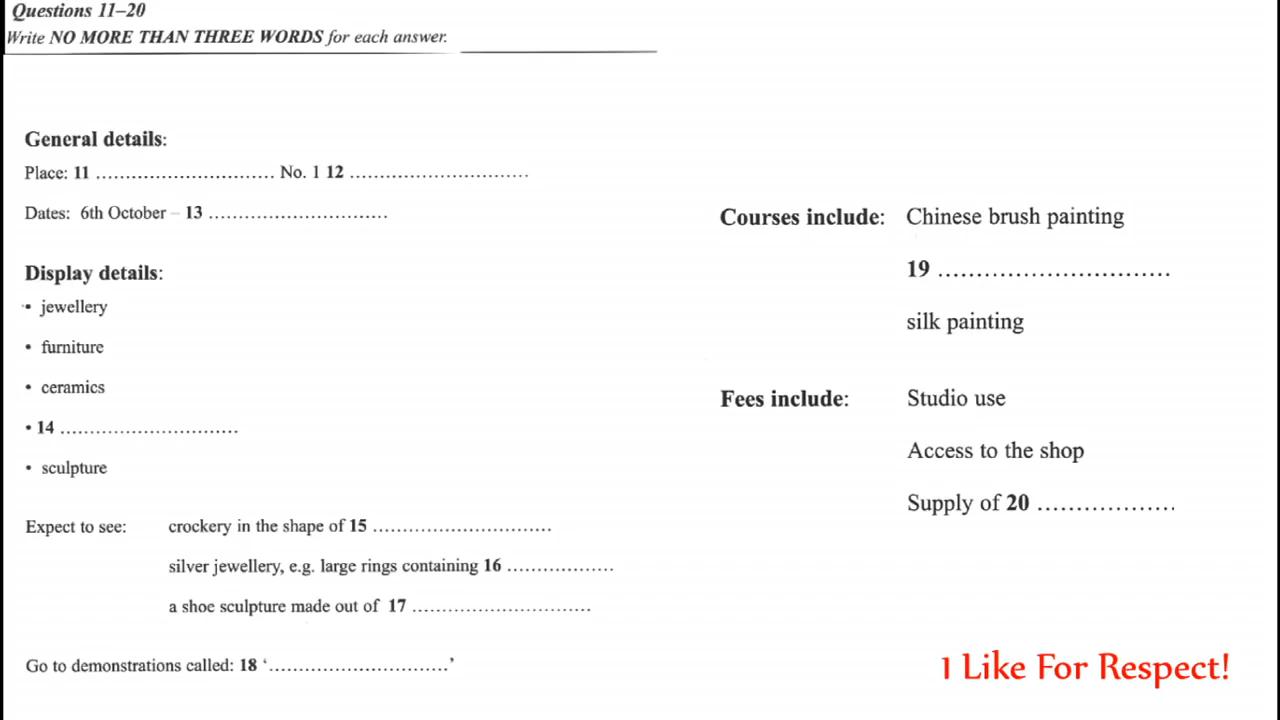 Questions 11–20
Write NO MORE THAN THREE WORDS for each answer.
General details:
Place: 11 .............................. No. 1 12 ..............................
Dates: 6th October – 13 ..............................
Display details:
• jewellery
• furniture
• ceramics
• 14 ..............................
• sculpture
Expect to see: crockery in the shape of 15 ..............................
silver jewellery, e.g. large rings containing 16 ..................
a shoe sculpture made out of 17 ..............................
Go to demonstrations called: 18 ‘..............................’
Courses include: Chinese brush painting
19 ..............................
silk painting
Fees include: Studio use
Access to the shop
Supply of 20 ..................
1 Like For Respect!